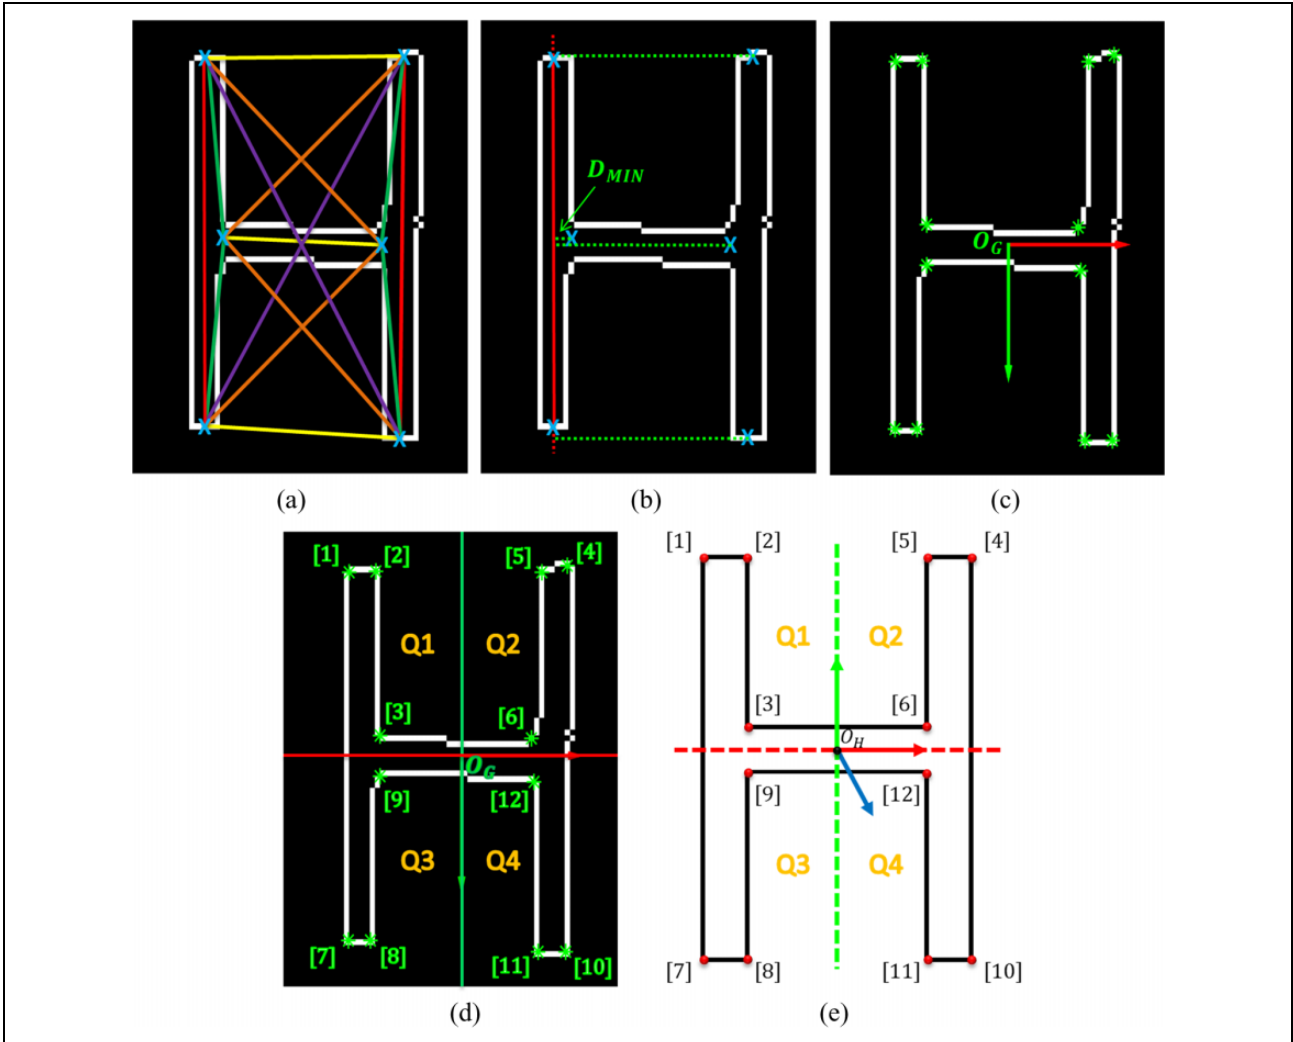 D_MIN
O_G
(a) (b) (c)
[1] [2] [5] [4]
Q1 Q2
[3] [6]
O_G
[9] [12]
Q3 Q4
[7] [8] [11] [10]
[1] [2] [5] [4]
Q1 Q2
[3] [6]
O_H
[9] [12]
Q3 Q4
[7] [8] [11] [10]
(d) (e)